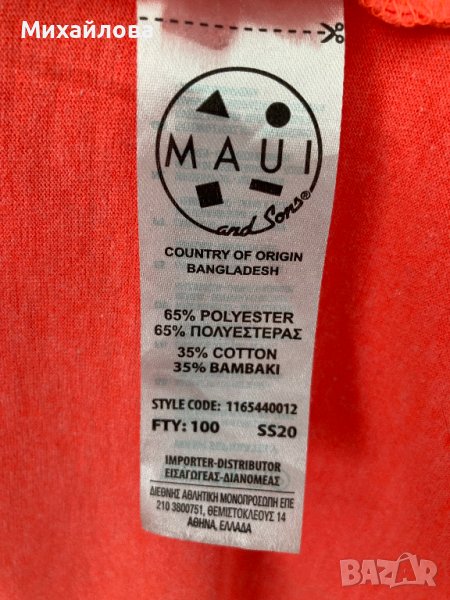 Михайлова
MAUI
and Sons®
COUNTRY OF ORIGIN
BANGLADESH
65% POLYESTER
65% ΠΟΛΥΕΣΤΕΡΑΣ
35% COTTON
35% ΒΑΜΒΑΚΙ
STYLE CODE: 1165440012
FTY: 100 SS20
IMPORTER-DISTRIBUTOR
ΕΙΣΑΓΩΓΕΑΣ-ΔΙΑΝΟΜΕΑΣ
ΔΙΕΘΝΗΣ ΑΘΛΗΤΙΚΗ ΜΟΝΟΠΡΟΣΩΠΗ ΕΠΕ
210 3800751, ΘΕΜΙΣΤΟΚΛΕΟΥΣ 14
ΑΘΗΝΑ, ΕΛΛΑΔΑ
BAZAR